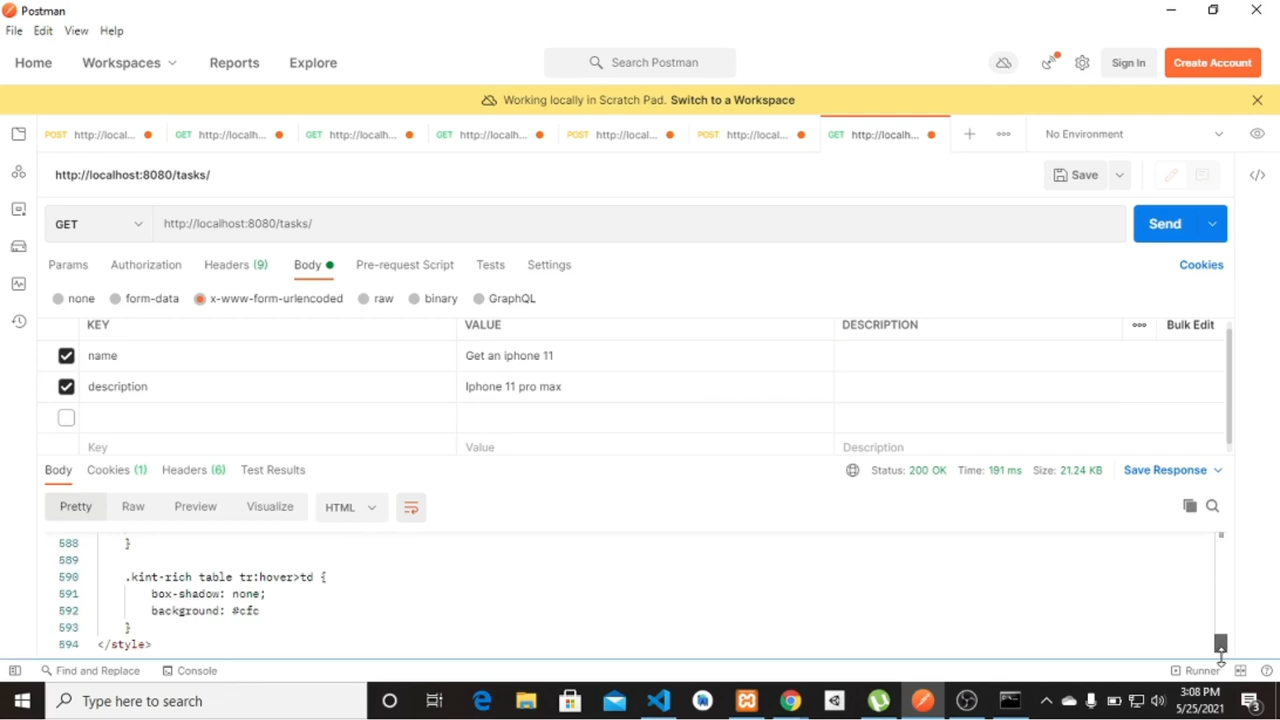 Postman
File Edit View Help
Home Workspaces Reports Explore Search Postman Sign In Create Account
Working locally in Scratch Pad. Switch to a Workspace
POST http://local... GET http://localh... GET http://localh... GET http://localh... POST http://local... POST http://local... GET http://localh... No Environment
http://localhost:8080/tasks/ Save
GET http://localhost:8080/tasks/ Send
Params Authorization Headers (9) Body Pre-request Script Tests Settings Cookies
none form-data x-www-form-urlencoded raw binary GraphQL
KEY VALUE DESCRIPTION Bulk Edit
name Get an iphone 11
description Iphone 11 pro max
Key Value Description
Body Cookies (1) Headers (6) Test Results Status: 200 OK Time: 191 ms Size: 21.24 KB Save Response
Pretty Raw Preview Visualize HTML
588 }
589
590 .kint-rich table tr:hover>td {
591 box-shadow: none;
592 background: #cfc
593 }
594 </style>
Find and Replace Console Runner
Type here to search 3:08 PM
5/25/2021 3